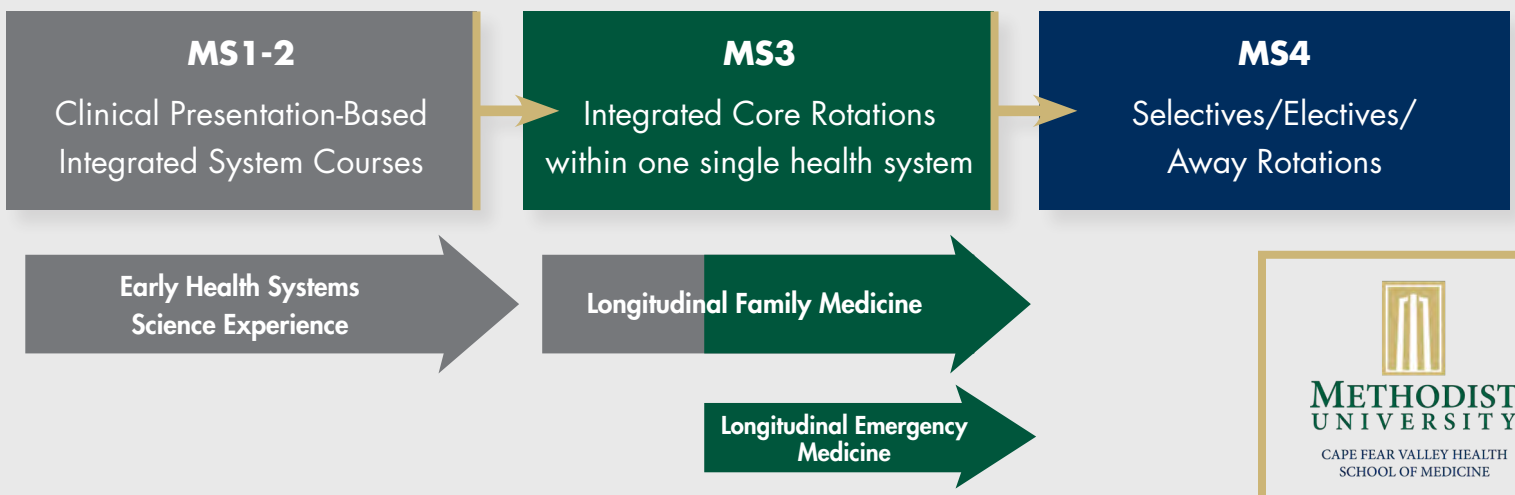 MS1-2
Clinical Presentation-Based
Integrated System Courses
MS3
Integrated Core Rotations
within one single health system
MS4
Selectives/Electives/
Away Rotations
Early Health Systems
Science Experience
Longitudinal Family Medicine
Longitudinal Emergency
Medicine
METHODIST
UNIVERSITY
CAPE FEAR VALLEY HEALTH
SCHOOL OF MEDICINE